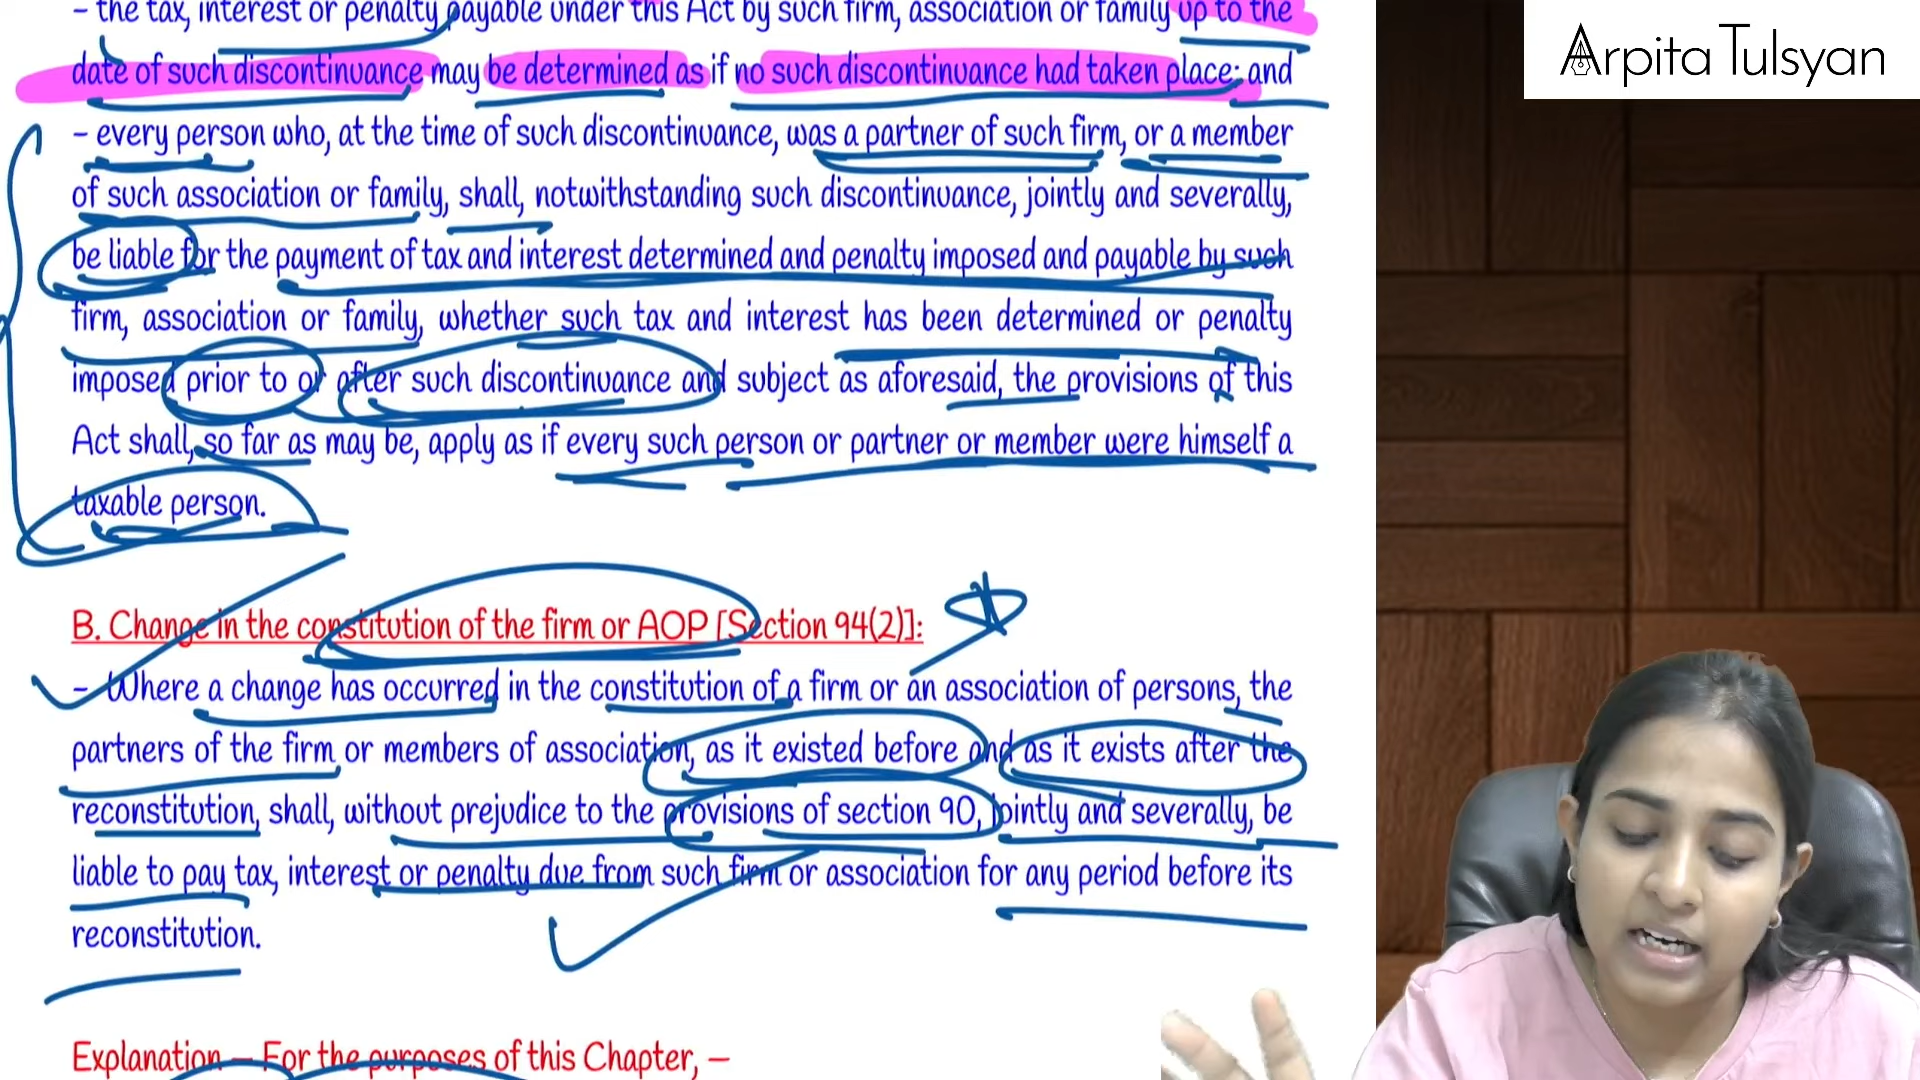 - the tax, interest or penalty payable under this Act by such firm, association or family up to the
Arpita Tulsyan
date of such discontinuance may be determined as if no such discontinuance had taken place; and
- every person who, at the time of such discontinuance, was a partner of such firm, or a member
of such association or family, shall, notwithstanding such discontinuance, jointly and severally,
be liable for the payment of tax and interest determined and penalty imposed and payable by such
firm, association or family, whether such tax and interest has been determined or penalty
imposed prior to or after such discontinuance and subject as aforesaid, the provisions of this
Act shall, so far as may be, apply as if every such person or partner or member were himself a
taxable person.
B. Change in the constitution of the firm or AOP [Section 94(2)]:
- Where a change has occurred in the constitution of a firm or an association of persons, the
partners of the firm or members of association, as it existed before and as it exists after the
reconstitution, shall, without prejudice to the provisions of section 90, jointly and severally, be
liable to pay tax, interest or penalty due from such firm or association for any period before its
reconstitution.
Explanation – For the purposes of this Chapter, –